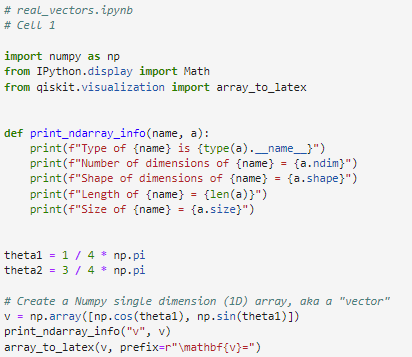 # real_vectors.ipynb
# Cell 1
import numpy as np
from IPython.display import Math
from qiskit.visualization import array_to_latex
def print_ndarray_info(name, a):
    print(f"Type of {name} is {type(a).__name__}")
    print(f"Number of dimensions of {name} = {a.ndim}")
    print(f"Shape of dimensions of {name} = {a.shape}")
    print(f"Length of {name} = {len(a)}")
    print(f"Size of {name} = {a.size}")
theta1 = 1 / 4 * np.pi
theta2 = 3 / 4 * np.pi
# Create a Numpy single dimension (1D) array, aka a "vector"
v = np.array([np.cos(theta1), np.sin(theta1)])
print_ndarray_info("v", v)
array_to_latex(v, prefix=r"\mathbf{v}=")